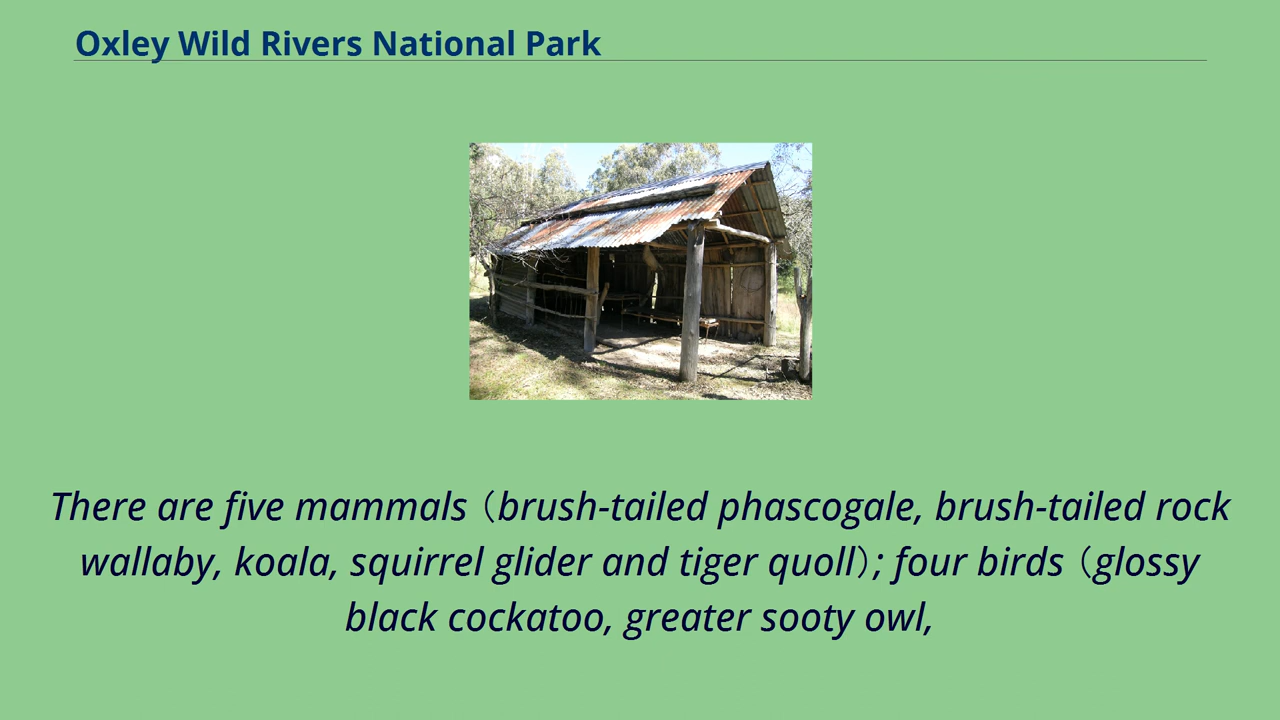 Oxley Wild Rivers National Park
There are five mammals (brush-tailed phascogale, brush-tailed rock
wallaby, koala, squirrel glider and tiger quoll); four birds (glossy
black cockatoo, greater sooty owl,